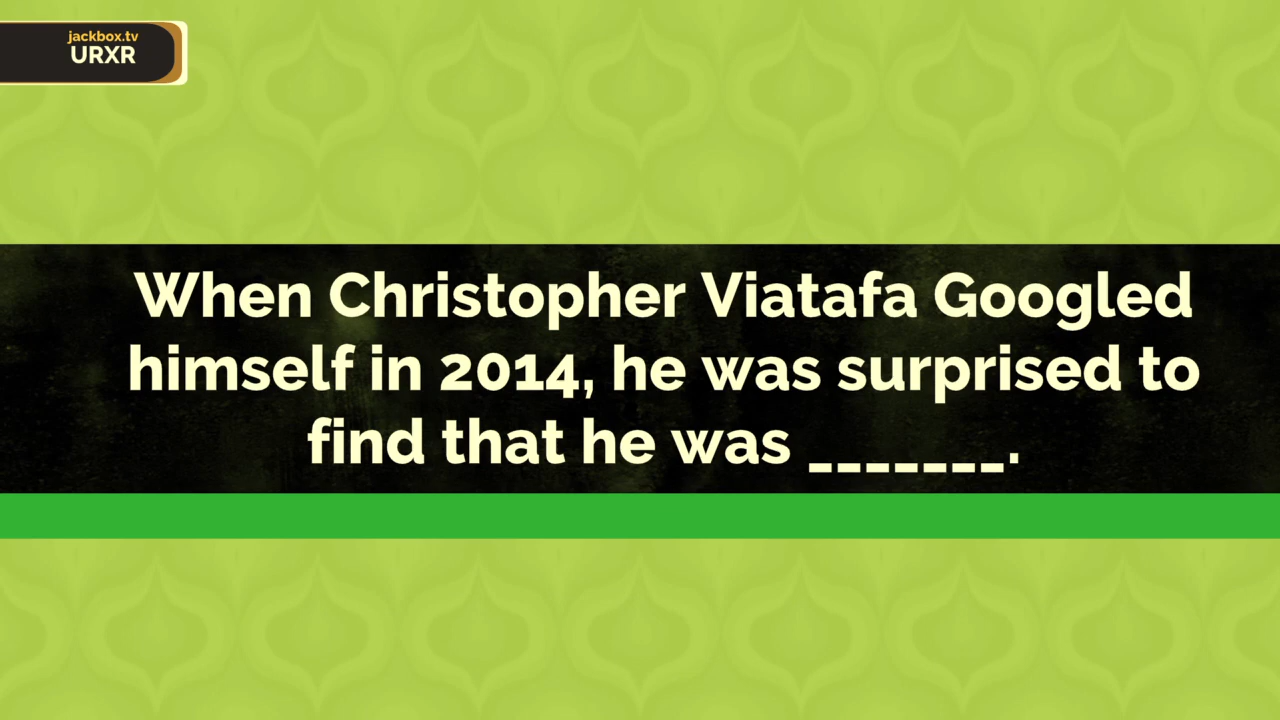 jackbox.tv
URXR
When Christopher Viatafa Googled
himself in 2014, he was surprised to
find that he was _______.